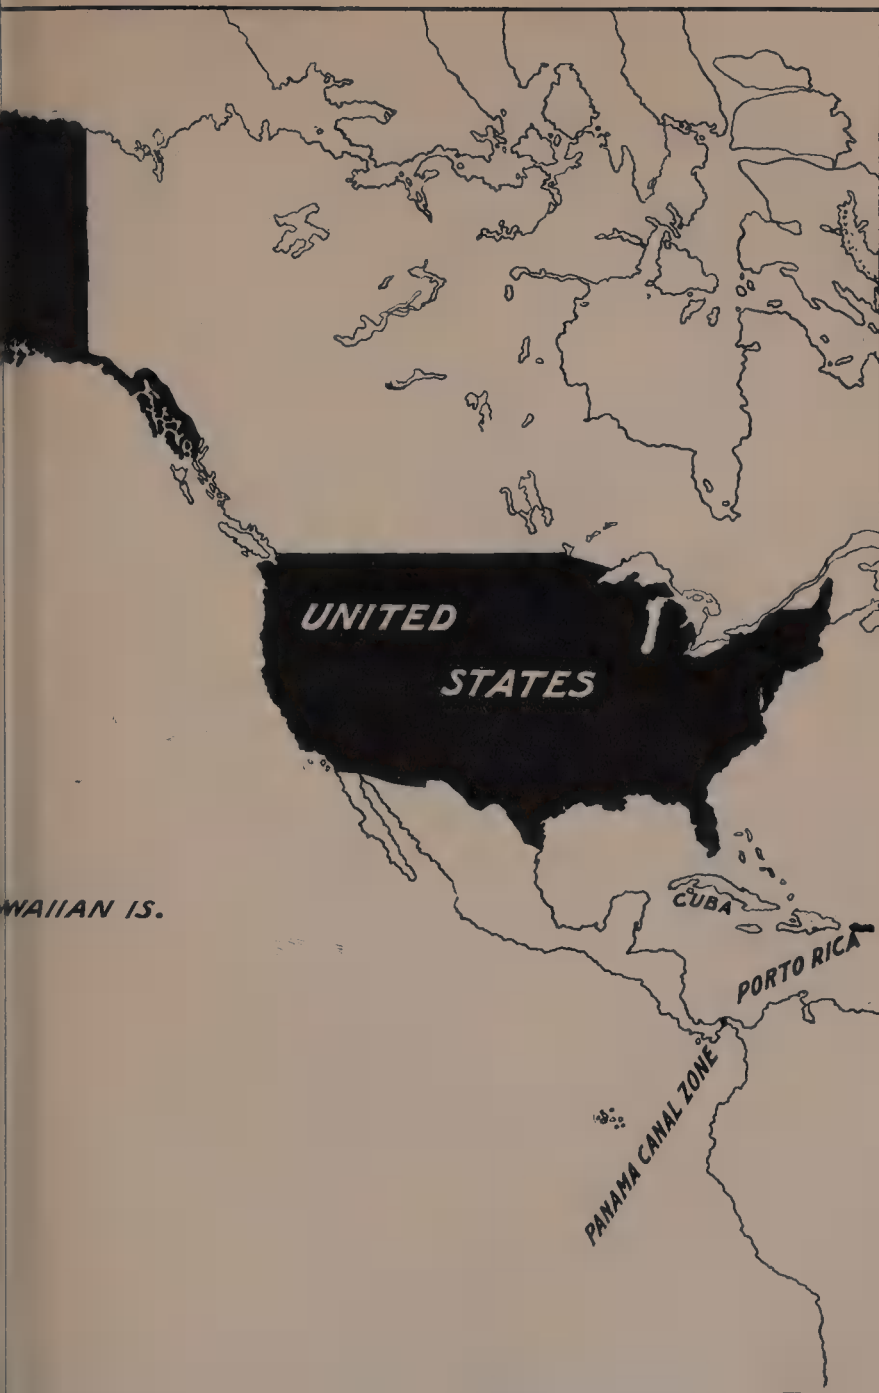 UNITED
STATES
WAIIAN IS.
CUBA
PORTO RICA
PANAMA CANAL ZONE